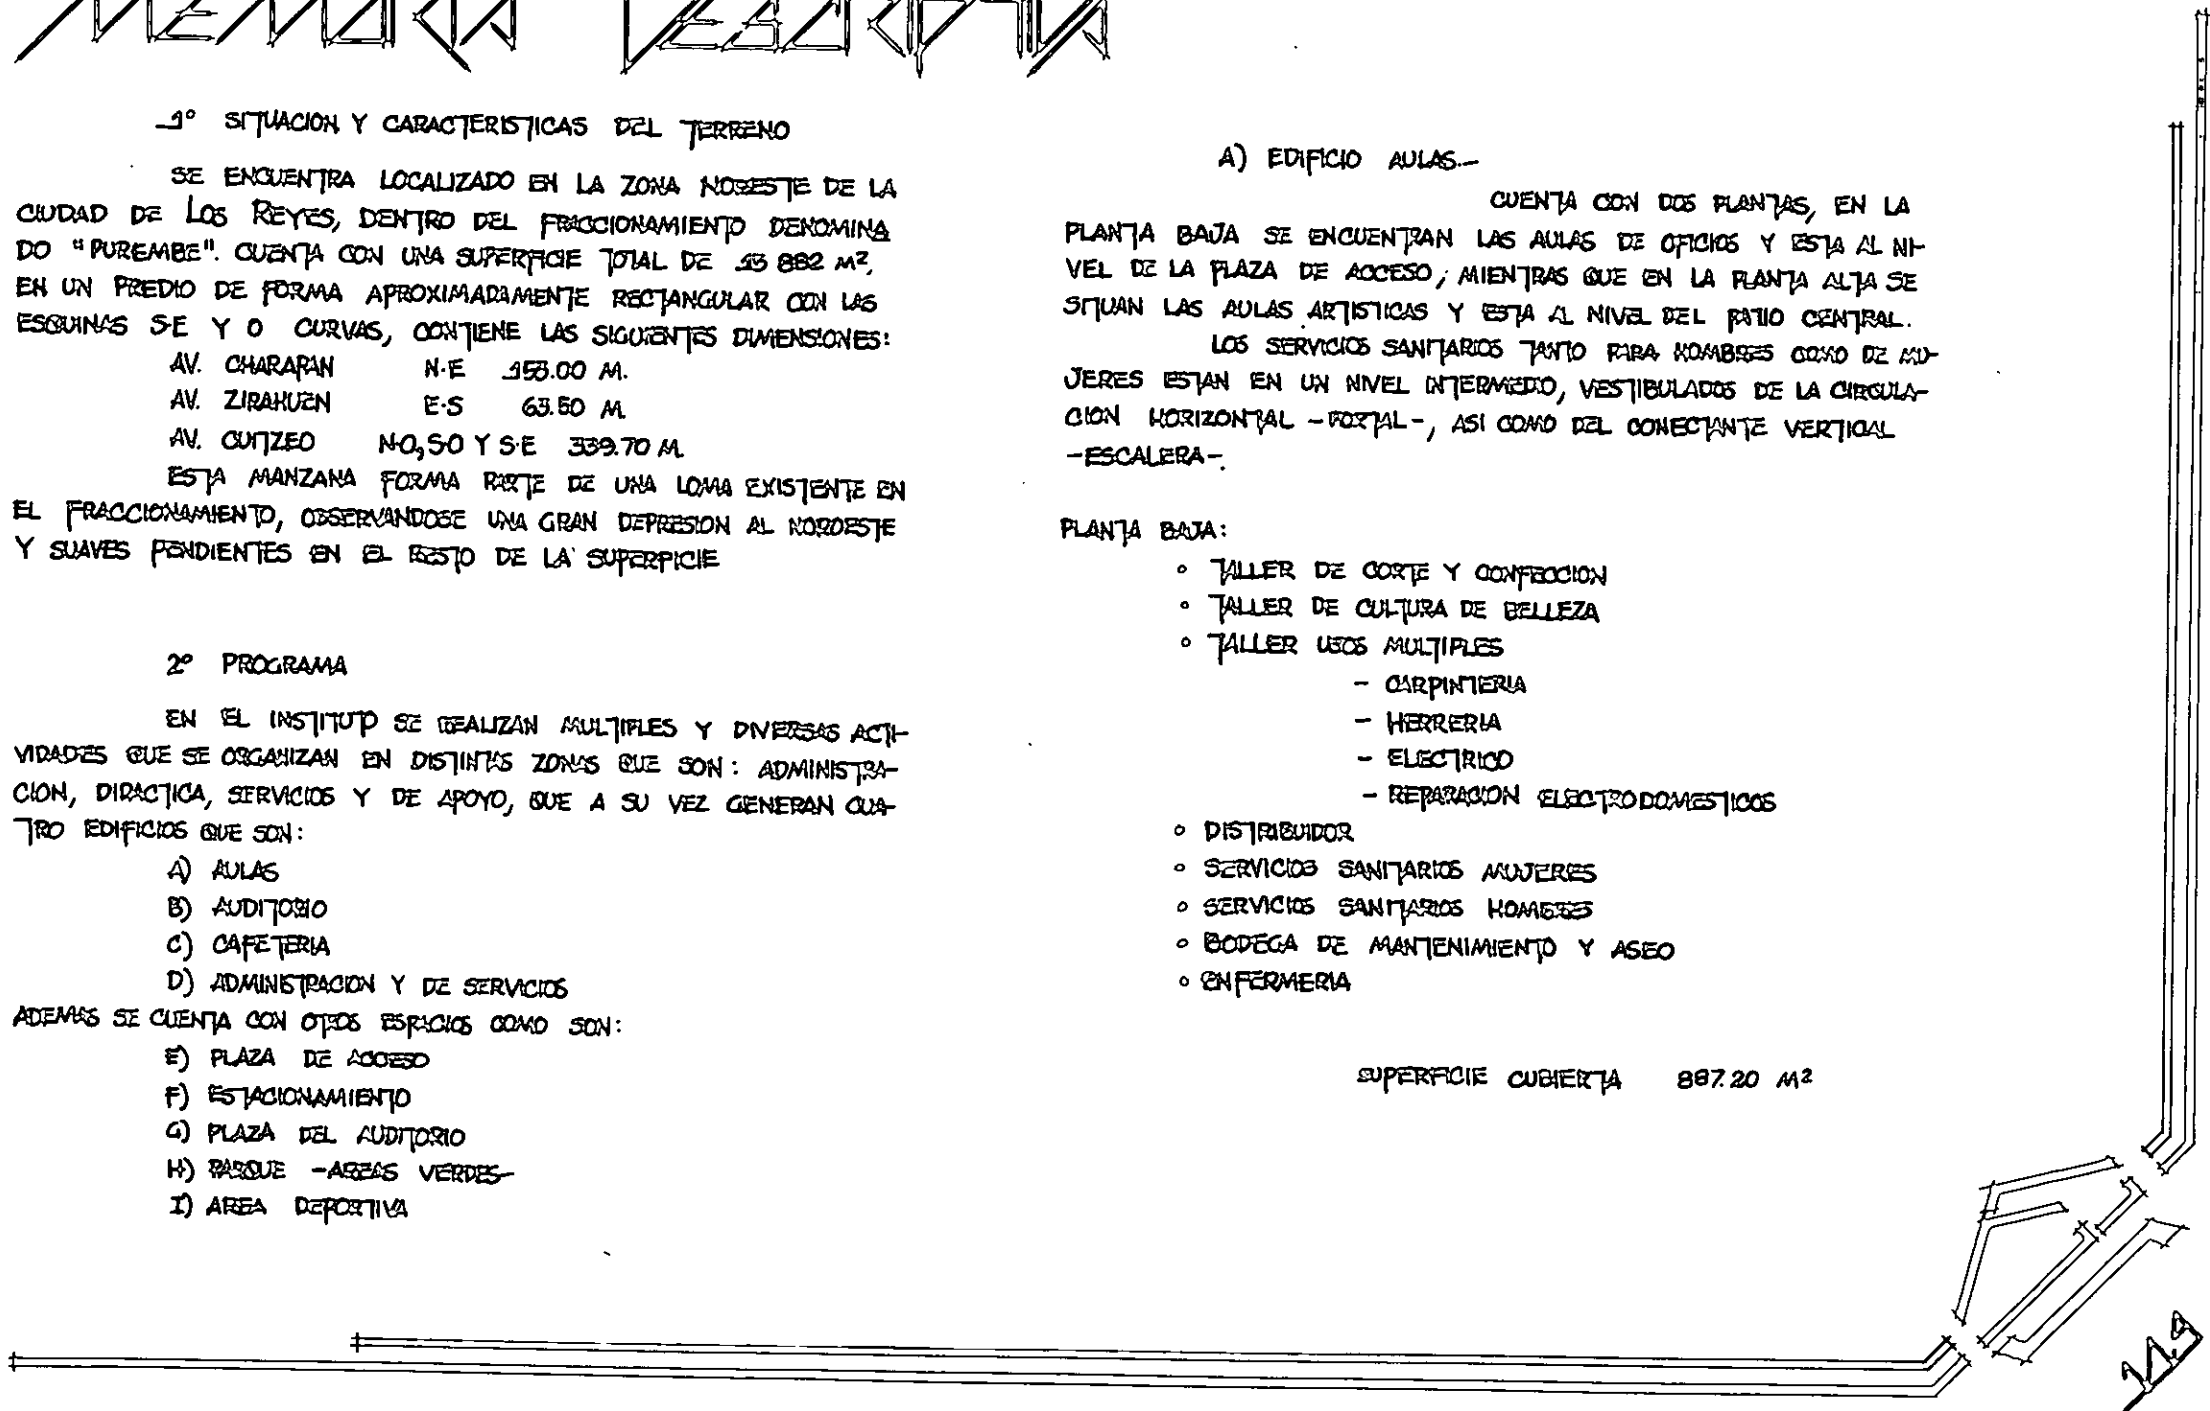 MEMORIA DESCRIPTIVA
1º SITUACION Y CARACTERISTICAS DEL TERRENO
SE ENCUENTRA LOCALIZADO EN LA ZONA NORESTE DE LA
CIUDAD DE LOS REYES, DENTRO DEL FRACCIONAMIENTO DENOMINA
DO "PUREMBE". CUENTA CON UNA SUPERFICIE TOTAL DE 13 882 M²,
EN UN PREDIO DE FORMA APROXIMADAMENTE RECTANGULAR CON LAS
ESQUINAS S-E Y O CURVAS, CONTIENE LAS SIGUIENTES DIMENSIONES:
AV. CHARAPAN N-E 153.00 M.
AV. ZIRAHUEN E-S 63.50 M.
AV. CUITZEO N-O, S-O Y S-E 339.70 M.
ESTA MANZANA FORMA PARTE DE UNA LOMA EXISTENTE EN
EL FRACCIONAMIENTO, OBSERVANDOSE UNA GRAN DEPRESION AL NOROESTE
Y SUAVES PENDIENTES EN EL RESTO DE LA SUPERFICIE
2º PROGRAMA
EN EL INSTITUTO SE REALIZAN MULTIPLES Y DIVERSAS ACTI-
VIDADES QUE SE ORGANIZAN EN DISTINTAS ZONAS QUE SON: ADMINISTRA-
CION, DIDACTICA, SERVICIOS Y DE APOYO, QUE A SU VEZ GENERAN CUA-
TRO EDIFICIOS QUE SON:
A) AULAS
B) AUDITORIO
C) CAFETERIA
D) ADMINISTRACION Y DE SERVICIOS
ADEMAS SE CUENTA CON OTROS ESPACIOS COMO SON:
E) PLAZA DE ACCESO
F) ESTACIONAMIENTO
G) PLAZA DEL AUDITORIO
H) PARQUE -AREAS VERDES-
I) AREA DEPORTIVA
A) EDIFICIO AULAS.-
CUENTA CON DOS PLANTAS, EN LA
PLANTA BAJA SE ENCUENTRAN LAS AULAS DE OFICIOS Y ESTA AL NI-
VEL DE LA PLAZA DE ACCESO; MIENTRAS QUE EN LA PLANTA ALTA SE
SITUAN LAS AULAS ARTISTICAS Y ESTA AL NIVEL DEL PATIO CENTRAL.
LOS SERVICIOS SANITARIOS TANTO PARA HOMBRES COMO DE MU-
JERES ESTAN EN UN NIVEL INTERMEDIO, VESTIBULADOS DE LA CIRCULA-
CION HORIZONTAL -PORTAL-, ASI COMO DEL CONECTANTE VERTICAL
-ESCALERA-.
PLANTA BAJA:
° TALLER DE CORTE Y CONFECCION
° TALLER DE CULTURA DE BELLEZA
° TALLER USOS MULTIPLES
- CARPINTERIA
- HERRERIA
- ELECTRICO
- REPARACION ELECTRODOMESTICOS
° DISTRIBUIDOR
° SERVICIOS SANITARIOS MUJERES
° SERVICIOS SANITARIOS HOMBRES
° BODEGA DE MANTENIMIENTO Y ASEO
° ENFERMERIA
SUPERFICIE CUBIERTA 887.20 M²